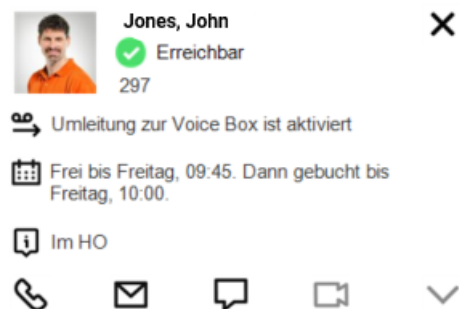 Jones, John
Erreichbar
297
Umleitung zur Voice Box ist aktiviert
Frei bis Freitag, 09:45. Dann gebucht bis
Freitag, 10:00.
Im HO